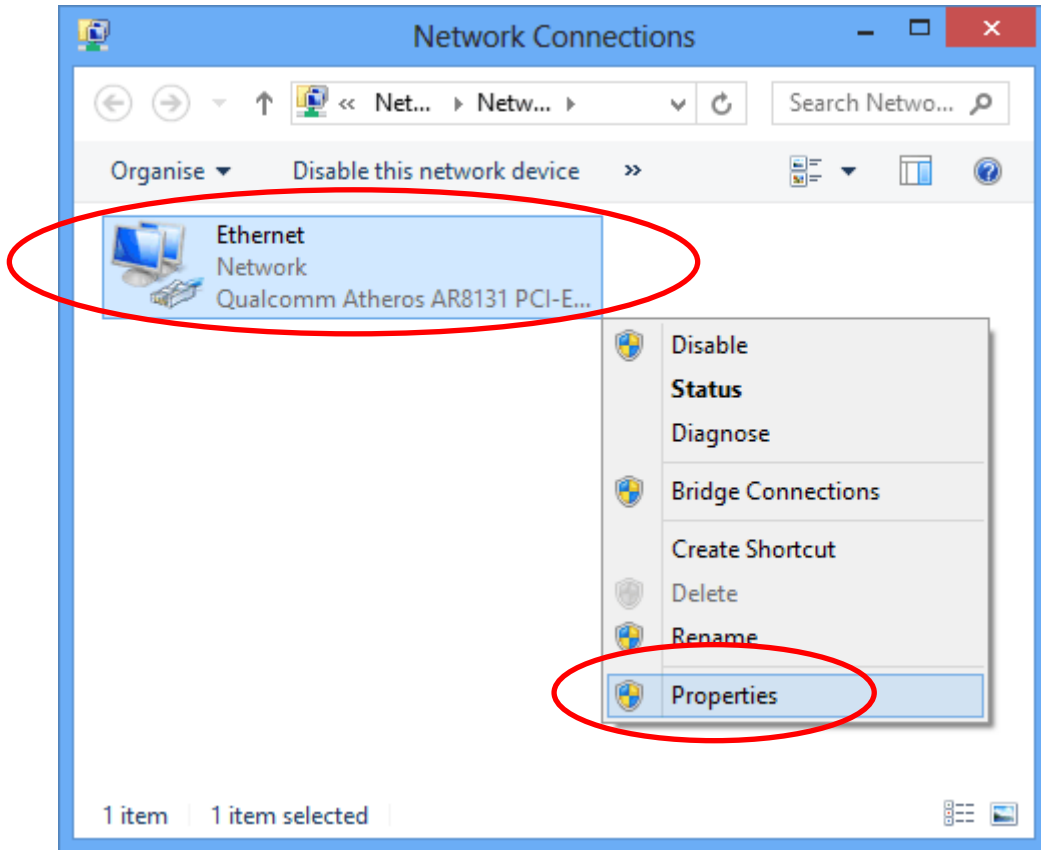 Network Connections
« Net... Netw... Search Netwo...
Organise Disable this network device »
Ethernet
Network
Qualcomm Atheros AR8131 PCI-E...
Disable
Status
Diagnose
Bridge Connections
Create Shortcut
Delete
Rename
Properties
1 item 1 item selected